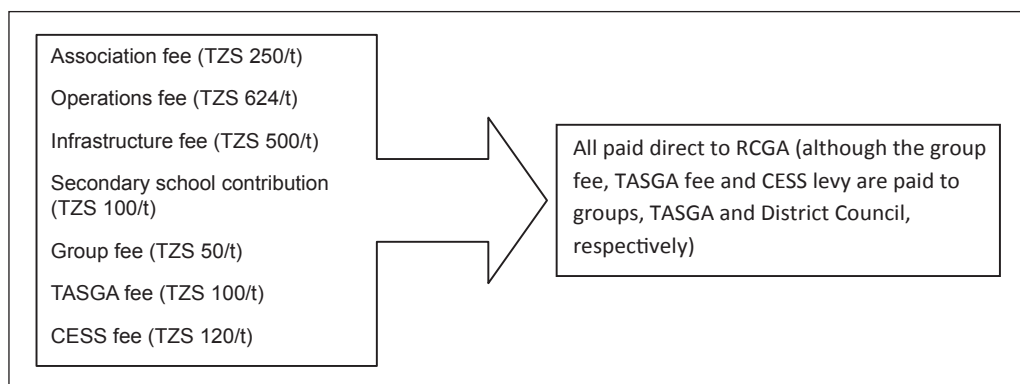 Association fee (TZS 250/t)
Operations fee (TZS 624/t)
Infrastructure fee (TZS 500/t)
Secondary school contribution
(TZS 100/t)
Group fee (TZS 50/t)
TASGA fee (TZS 100/t)
CESS fee (TZS 120/t)
All paid direct to RCGA (although the group
fee, TASGA fee and CESS levy are paid to
groups, TASGA and District Council,
respectively)